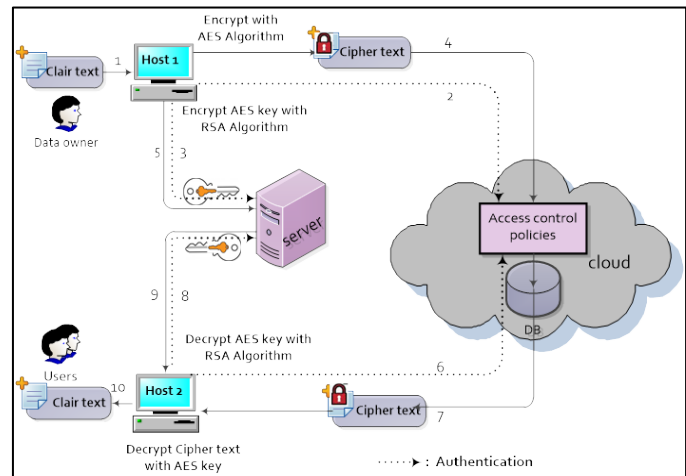 Encrypt with
AES Algorithm
Clair text
1
Host 1
Cipher text
4
2
Data owner
Encrypt AES key with
RSA Algorithm
5
3
server
Access control
policies
cloud
DB
9
8
Decrypt AES key with
RSA Algorithm
6
Users
Clair text
10
Host 2
Cipher text
7
Decrypt Cipher text
with AES key
: Authentication